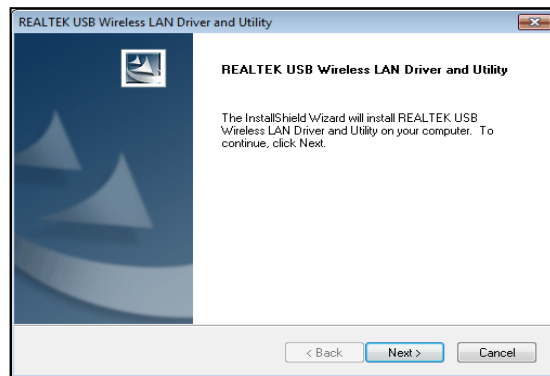 REALTEK USB Wireless LAN Driver and Utility
REALTEK USB Wireless LAN Driver and Utility
The InstallShield Wizard will install REALTEK USB
Wireless LAN Driver and Utility on your computer. To
continue, click Next.
< Back Next > Cancel